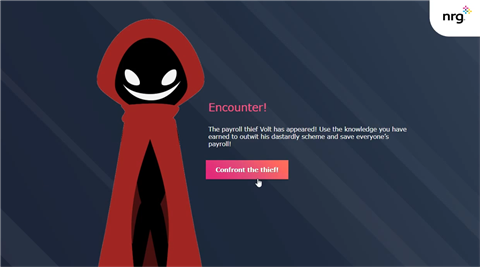 nrg
Encounter!
The payroll thief Volt has appeared! Use the knowledge you have
earned to outwit his dastardly scheme and save everyone's
payroll!
Confront the thief!